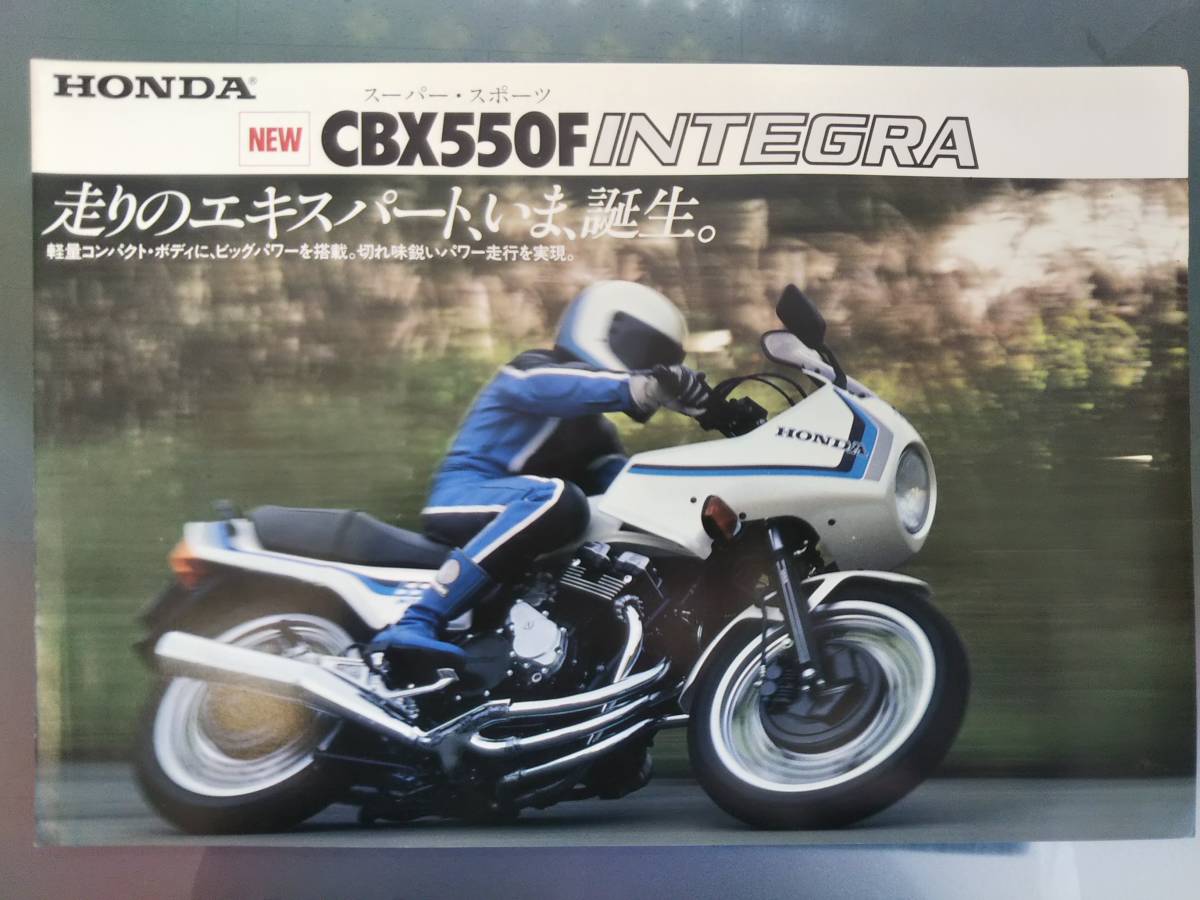 HONDA®
スーパー・スポーツ
NEW CBX550F INTEGRA
走りのエキスパート、いま、誕生。
軽量コンパクト・ボディに、ビッグパワーを搭載。切れ味鋭いパワー走行を実現。
HONDA